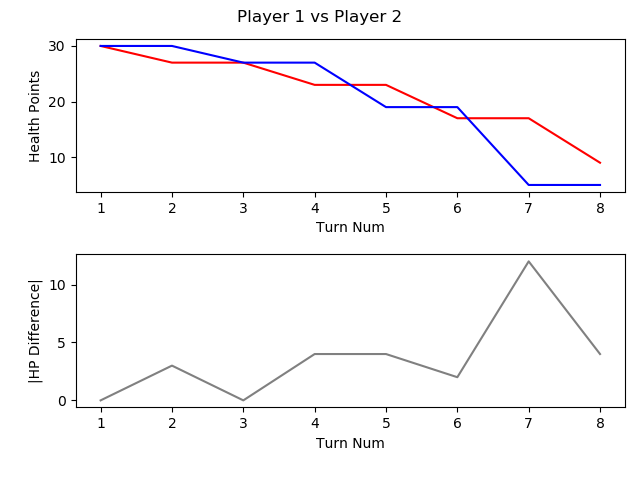 Player 1 vs Player 2
30
20
10
Health Points
1 2 3 4 5 6 7 8
Turn Num
10
5
0
|HP Difference|
1 2 3 4 5 6 7 8
Turn Num